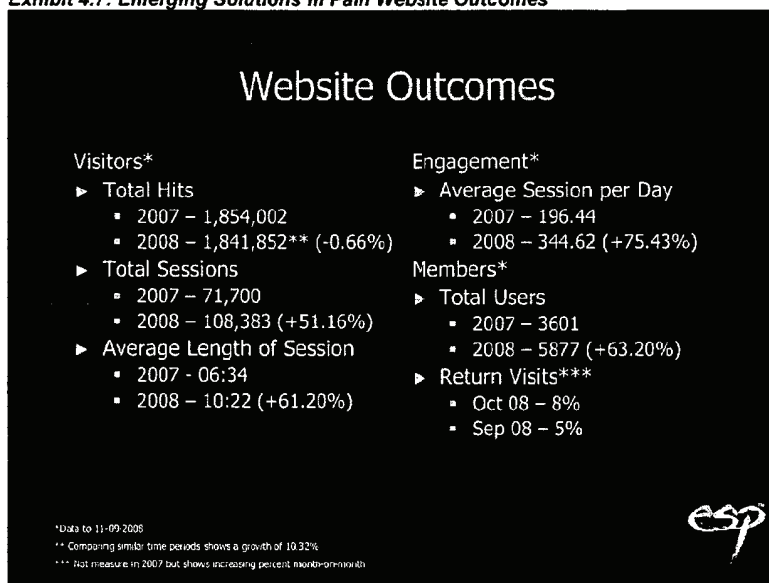 Exhibit 4.7: Emerging Solutions in Pain Website Outcomes
Website Outcomes
Visitors*
► Total Hits
▪ 2007 – 1,854,002
▪ 2008 – 1,841,852** (-0.66%)
► Total Sessions
▪ 2007 – 71,700
▪ 2008 – 108,383 (+51.16%)
► Average Length of Session
▪ 2007 - 06:34
▪ 2008 – 10:22 (+61.20%)
Engagement*
► Average Session per Day
▪ 2007 – 196.44
▪ 2008 – 344.62 (+75.43%)
Members*
► Total Users
▪ 2007 – 3601
▪ 2008 – 5877 (+63.20%)
► Return Visits***
▪ Oct 08 – 8%
▪ Sep 08 – 5%
*Data to 11-09-2008
** Comparing similar time periods shows a growth of 10.32%
*** Not measure in 2007 but shows increasing percent month-on-month
esp